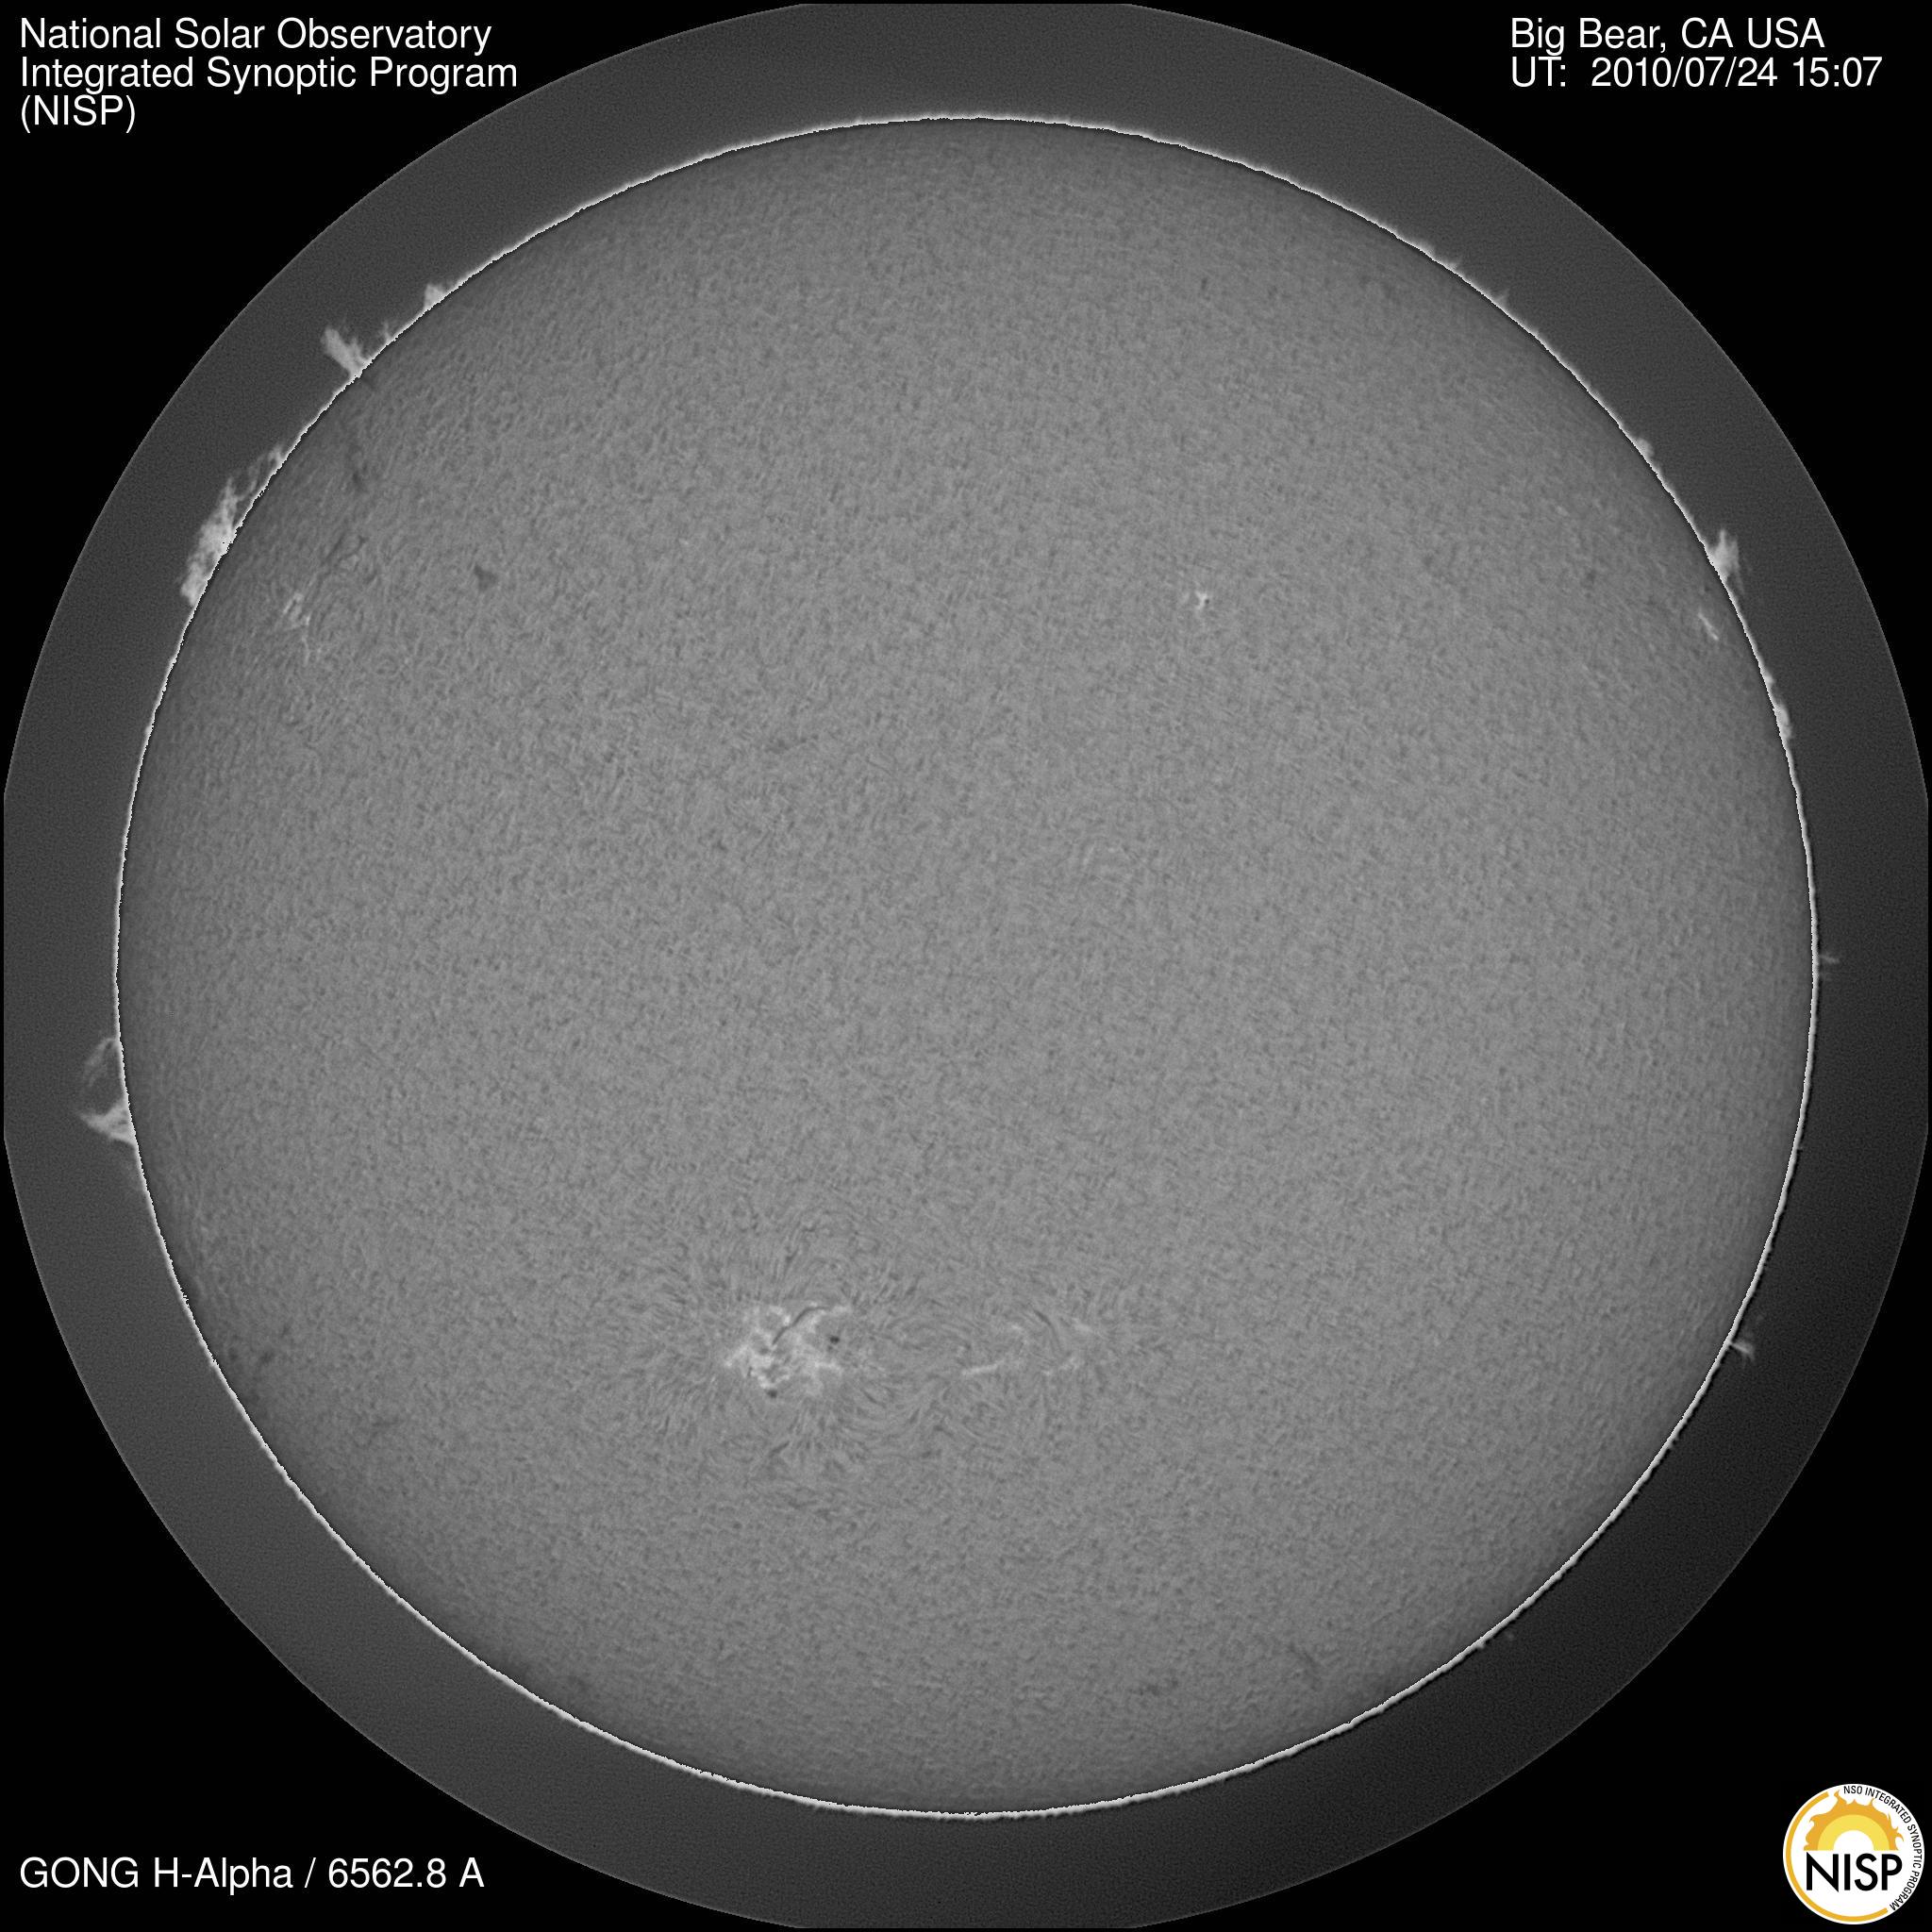 National Solar Observatory
Integrated Synoptic Program
(NISP)
Big Bear, CA USA
UT: 2010/07/24 15:07
GONG H-Alpha / 6562.8 A
NSO INTEGRATED SYNOPTIC PROGRAM
NISP